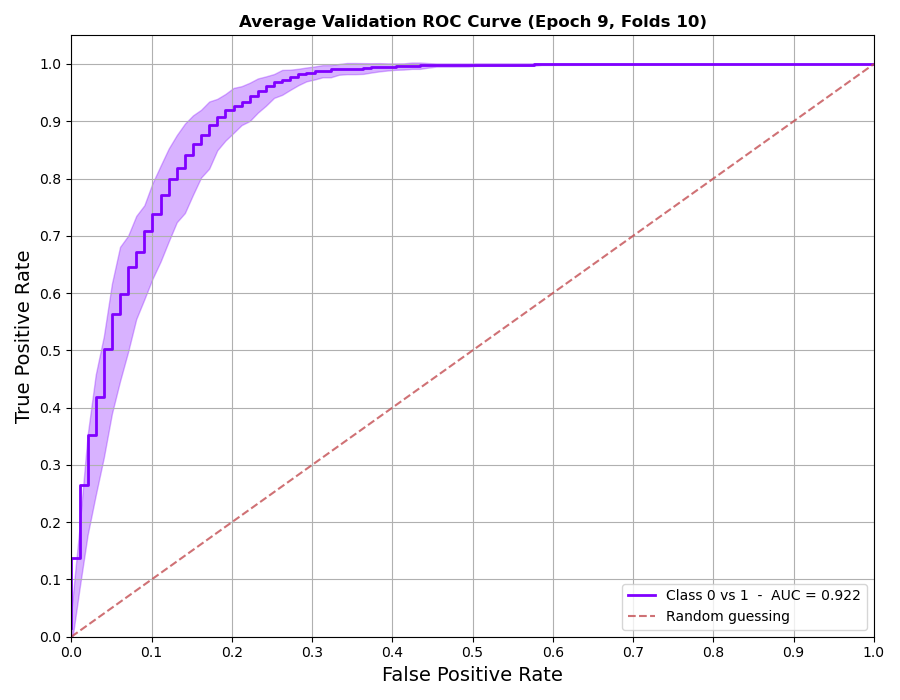 Average Validation ROC Curve (Epoch 9, Folds 10)
True Positive Rate
1.0
0.9
0.8
0.7
0.6
0.5
0.4
0.3
0.2
0.1
0.0
Class 0 vs 1 - AUC = 0.922
Random guessing
0.0 0.1 0.2 0.3 0.4 0.5 0.6 0.7 0.8 0.9 1.0
False Positive Rate